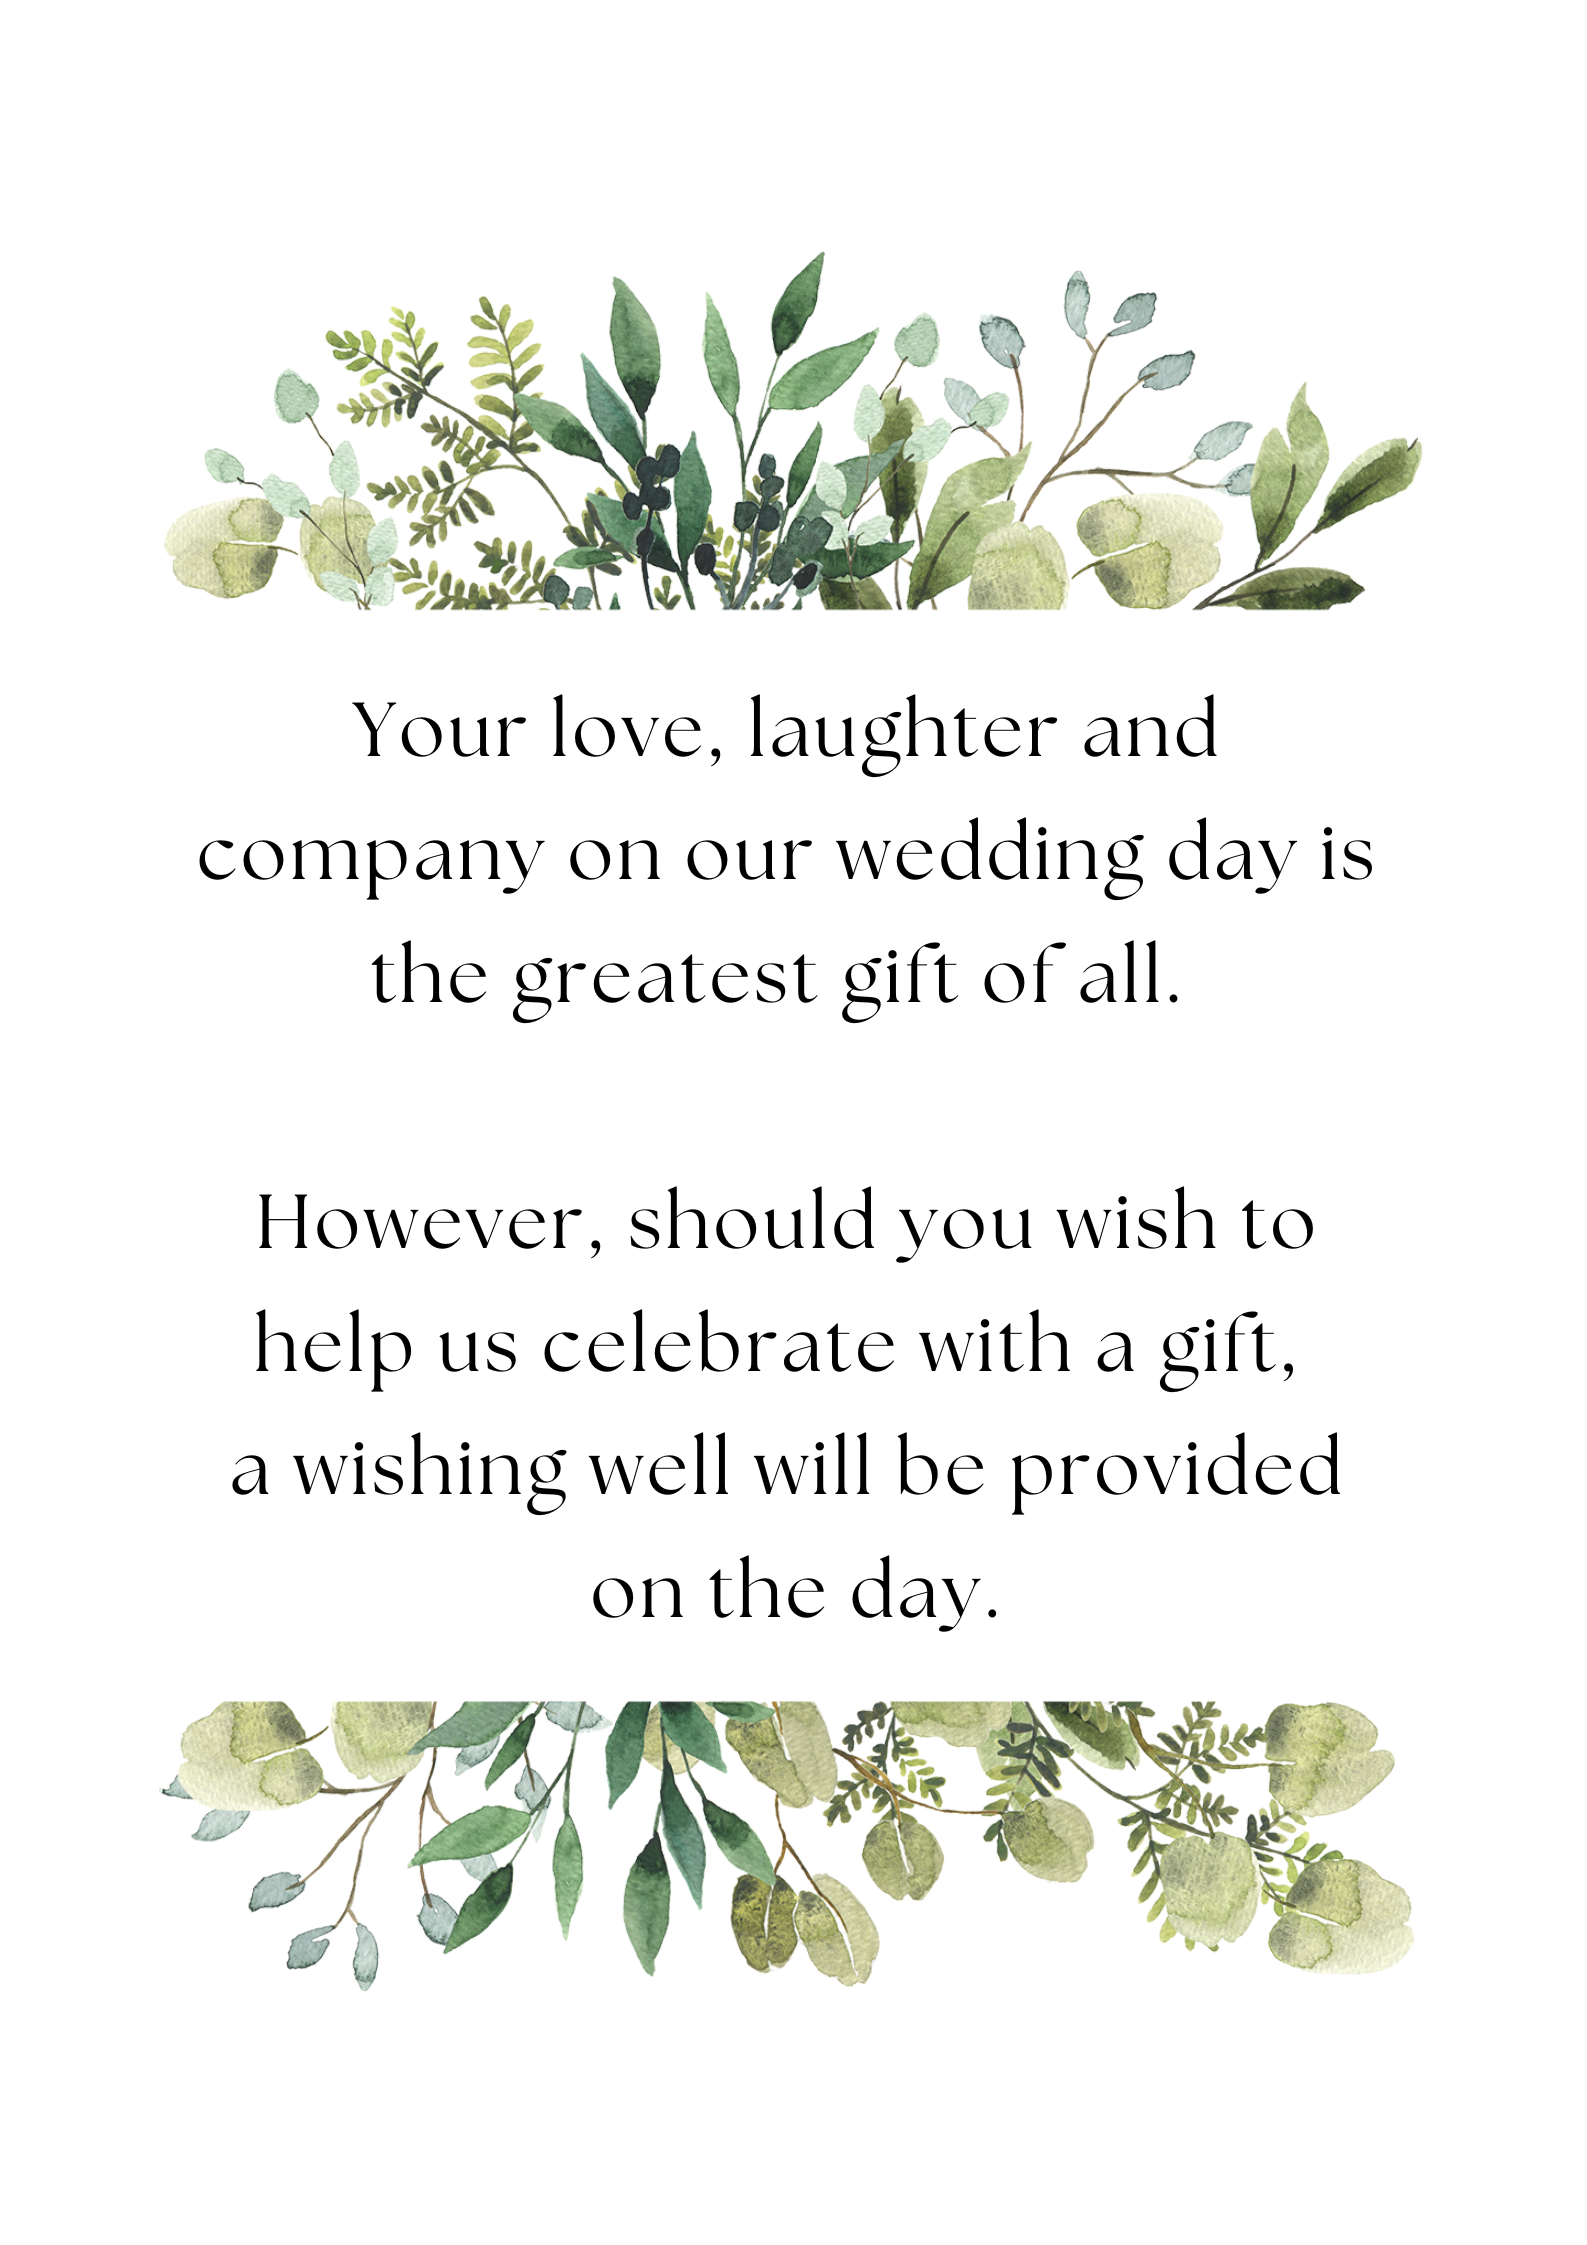 Your love, laughter and
company on our wedding day is
the greatest gift of all.
However, should you wish to
help us celebrate with a gift,
a wishing well will be provided
on the day.